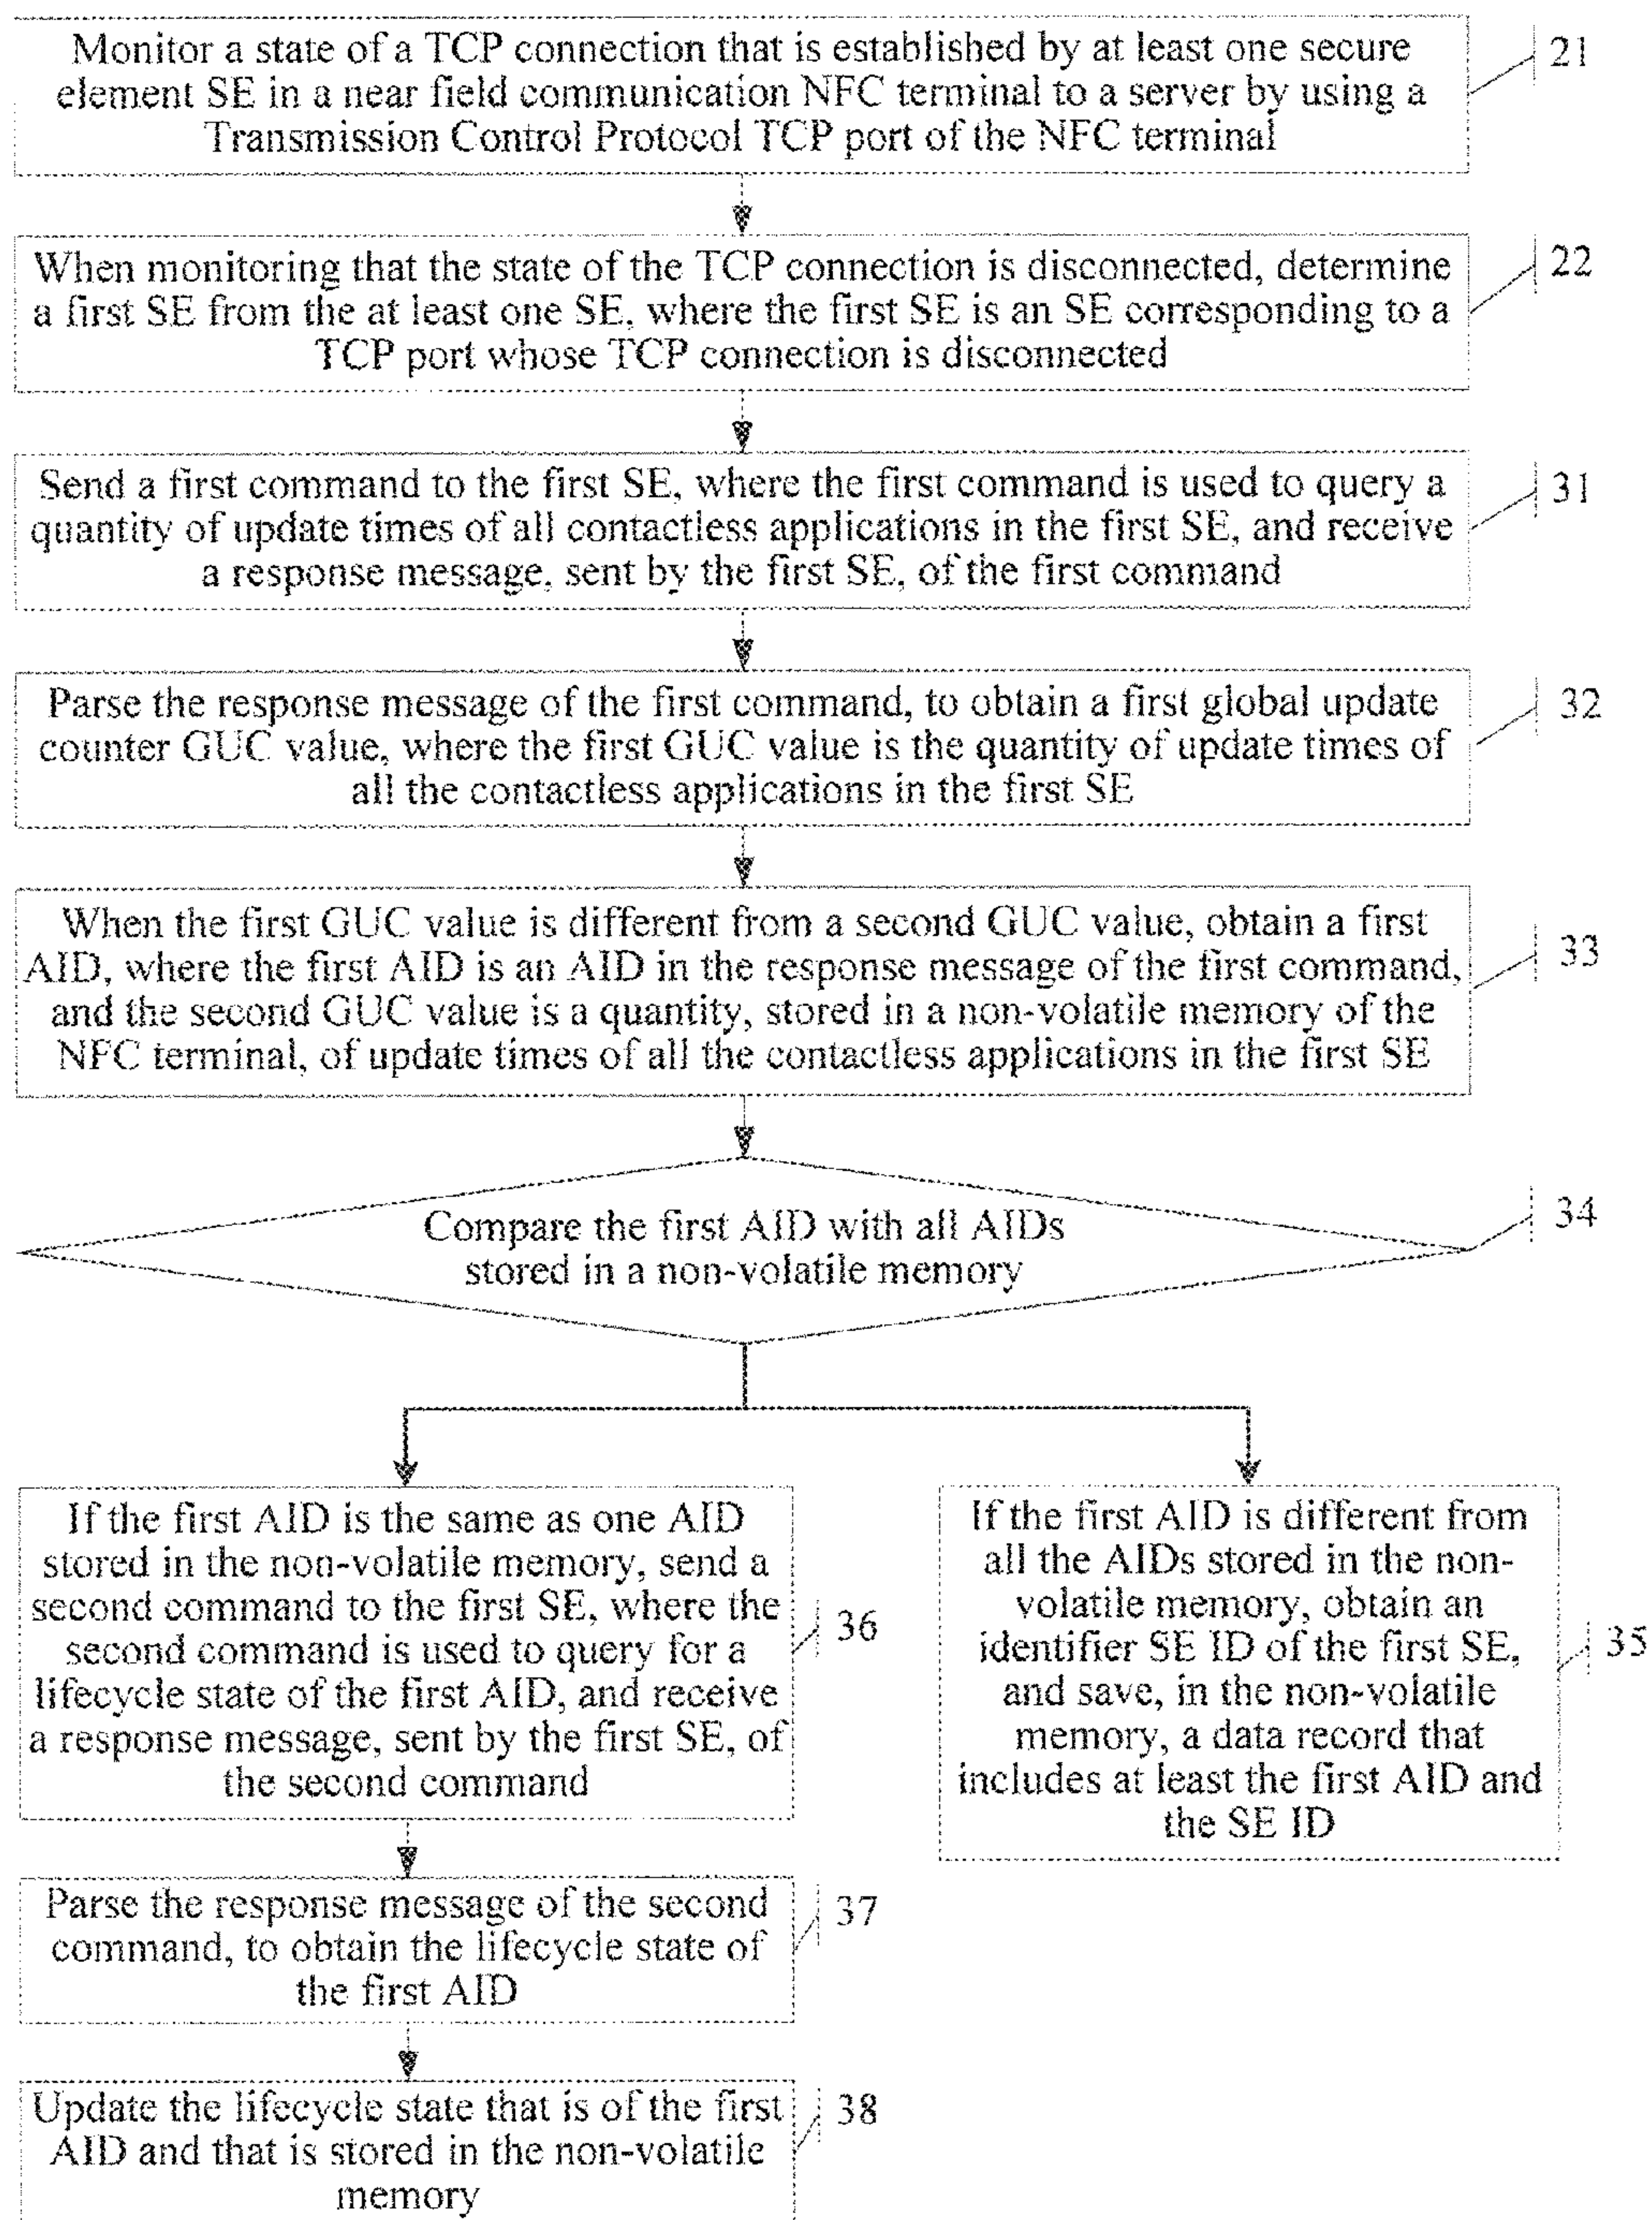 Monitor a state of a TCP connection that is established by at least one secure
element SE in a near field communication NFC terminal to a server by using a
Transmission Control Protocol TCP port of the NFC terminal
21
When monitoring that the state of the TCP connection is disconnected, determine
a first SE from the at least one SE, where the first SE is an SE corresponding to a
TCP port whose TCP connection is disconnected
22
Send a first command to the first SE, where the first command is used to query a
quantity of update times of all contactless applications in the first SE, and receive
a response message, sent by the first SE, of the first command
31
Parse the response message of the first command, to obtain a first global update
counter GUC value, where the first GUC value is the quantity of update times of
all the contactless applications in the first SE
32
When the first GUC value is different from a second GUC value, obtain a first
AID, where the first AID is an AID in the response message of the first command,
and the second GUC value is a quantity, stored in a non-volatile memory of the
NFC terminal, of update times of all the contactless applications in the first SE
33
Compare the first AID with all AIDs
stored in a non-volatile memory
34
If the first AID is the same as one AID
stored in the non-volatile memory, send a
second command to the first SE, where the
second command is used to query for a
lifecycle state of the first AID, and receive
a response message, sent by the first SE, of
the second command
36
If the first AID is different from
all the AIDs stored in the non-
volatile memory, obtain an
identifier SE ID of the first SE,
and save, in the non-volatile
memory, a data record that
includes at least the first AID and
the SE ID
35
Parse the response message of the second
command, to obtain the lifecycle state of
the first AID
37
Update the lifecycle state that is of the first
AID and that is stored in the non-volatile
memory
38